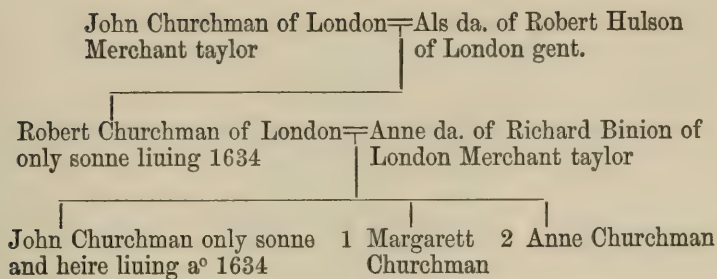 John Churchman of London=Als da. of Robert Hulson
Merchant taylor of London gent.
Robert Churchman of London=Anne da. of Richard Binion of
only sonne liuing 1634 London Merchant taylor
John Churchman only sonne 1 Margarett 2 Anne Churchman
and heire liuing aº 1634 Churchman